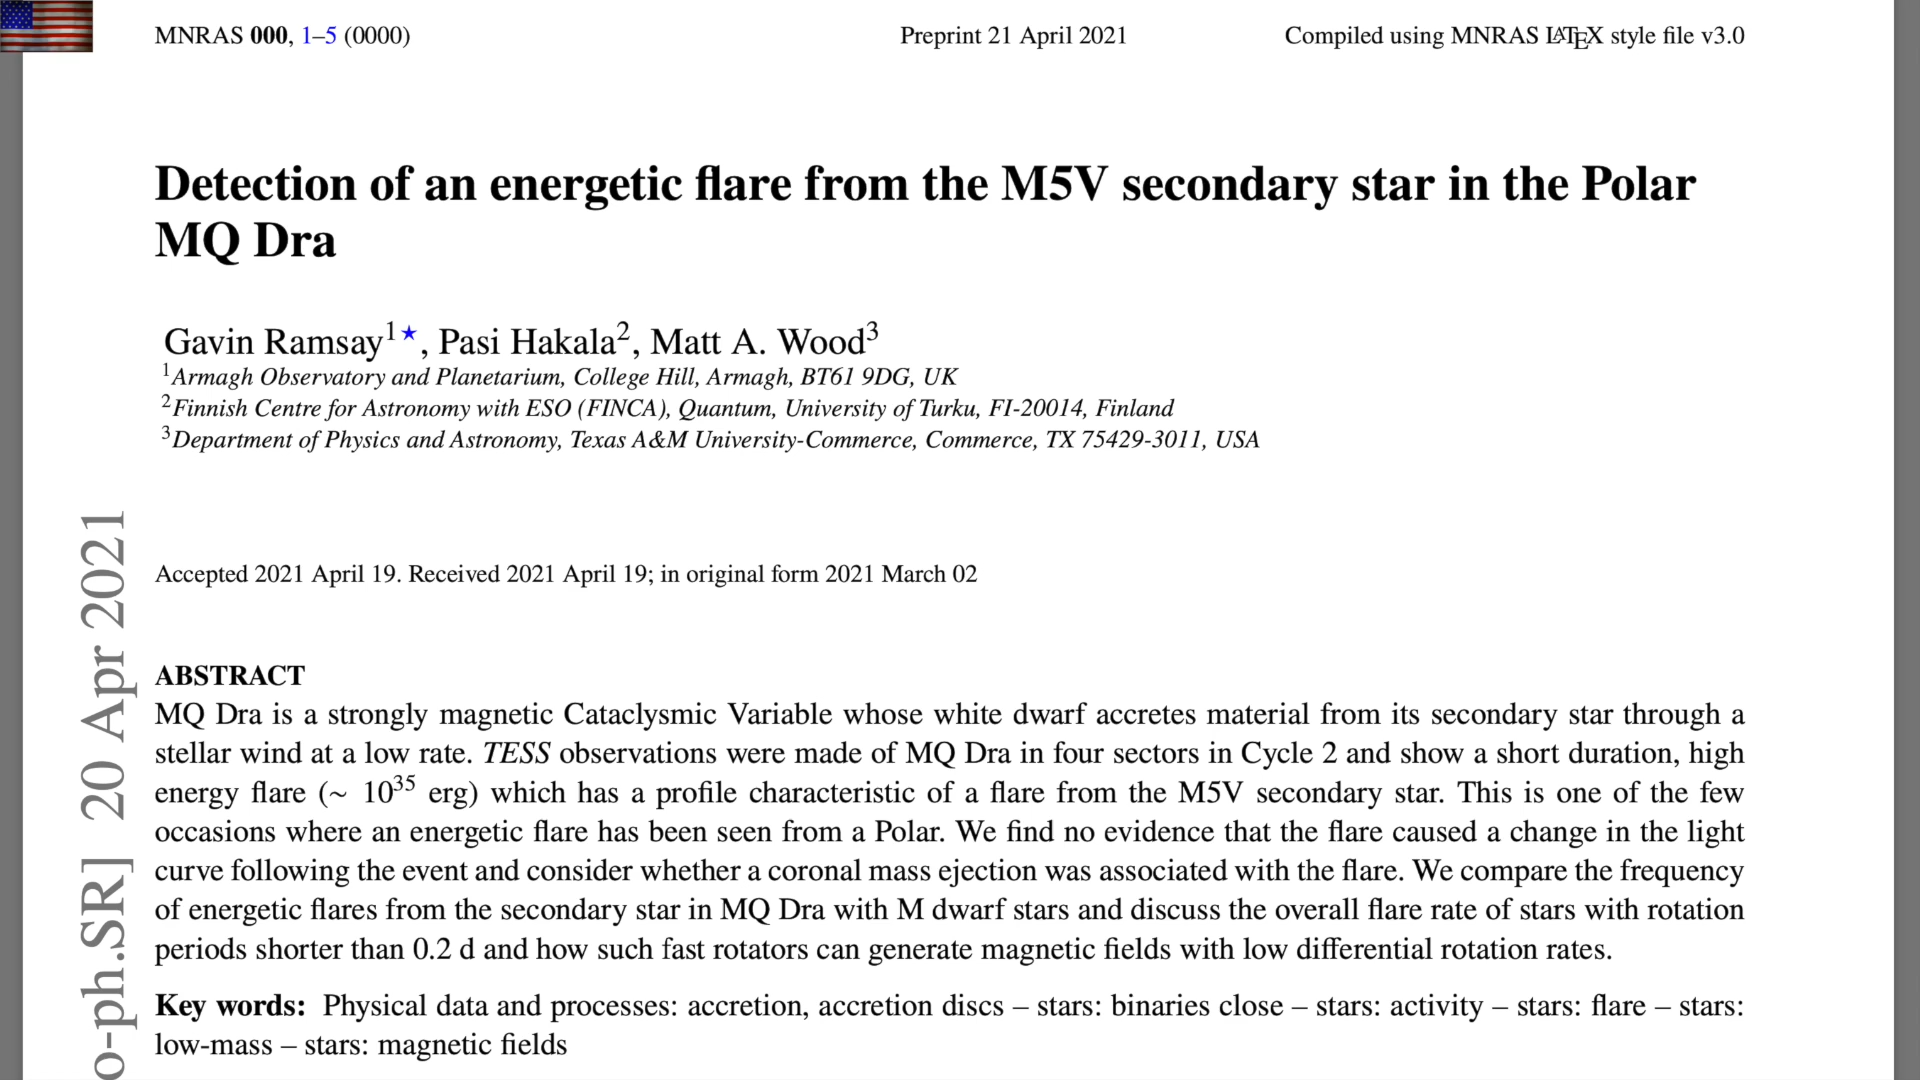 MNRAS 000, 1–5 (0000) Preprint 21 April 2021 Compiled using MNRAS LATEX style file v3.0
Detection of an energetic flare from the M5V secondary star in the Polar
MQ Dra
Gavin Ramsay1★, Pasi Hakala2, Matt A. Wood3
1Armagh Observatory and Planetarium, College Hill, Armagh, BT61 9DG, UK
2Finnish Centre for Astronomy with ESO (FINCA), Quantum, University of Turku, FI-20014, Finland
3Department of Physics and Astronomy, Texas A&M University-Commerce, Commerce, TX 75429-3011, USA
Accepted 2021 April 19. Received 2021 April 19; in original form 2021 March 02
ABSTRACT
MQ Dra is a strongly magnetic Cataclysmic Variable whose white dwarf accretes material from its secondary star through a
stellar wind at a low rate. TESS observations were made of MQ Dra in four sectors in Cycle 2 and show a short duration, high
energy flare (∼ 10^35 erg) which has a profile characteristic of a flare from the M5V secondary star. This is one of the few
occasions where an energetic flare has been seen from a Polar. We find no evidence that the flare caused a change in the light
curve following the event and consider whether a coronal mass ejection was associated with the flare. We compare the frequency
of energetic flares from the secondary star in MQ Dra with M dwarf stars and discuss the overall flare rate of stars with rotation
periods shorter than 0.2 d and how such fast rotators can generate magnetic fields with low differential rotation rates.
Key words: Physical data and processes: accretion, accretion discs – stars: binaries close – stars: activity – stars: flare – stars:
low-mass – stars: magnetic fields
o-ph.SR] 20 Apr 2021